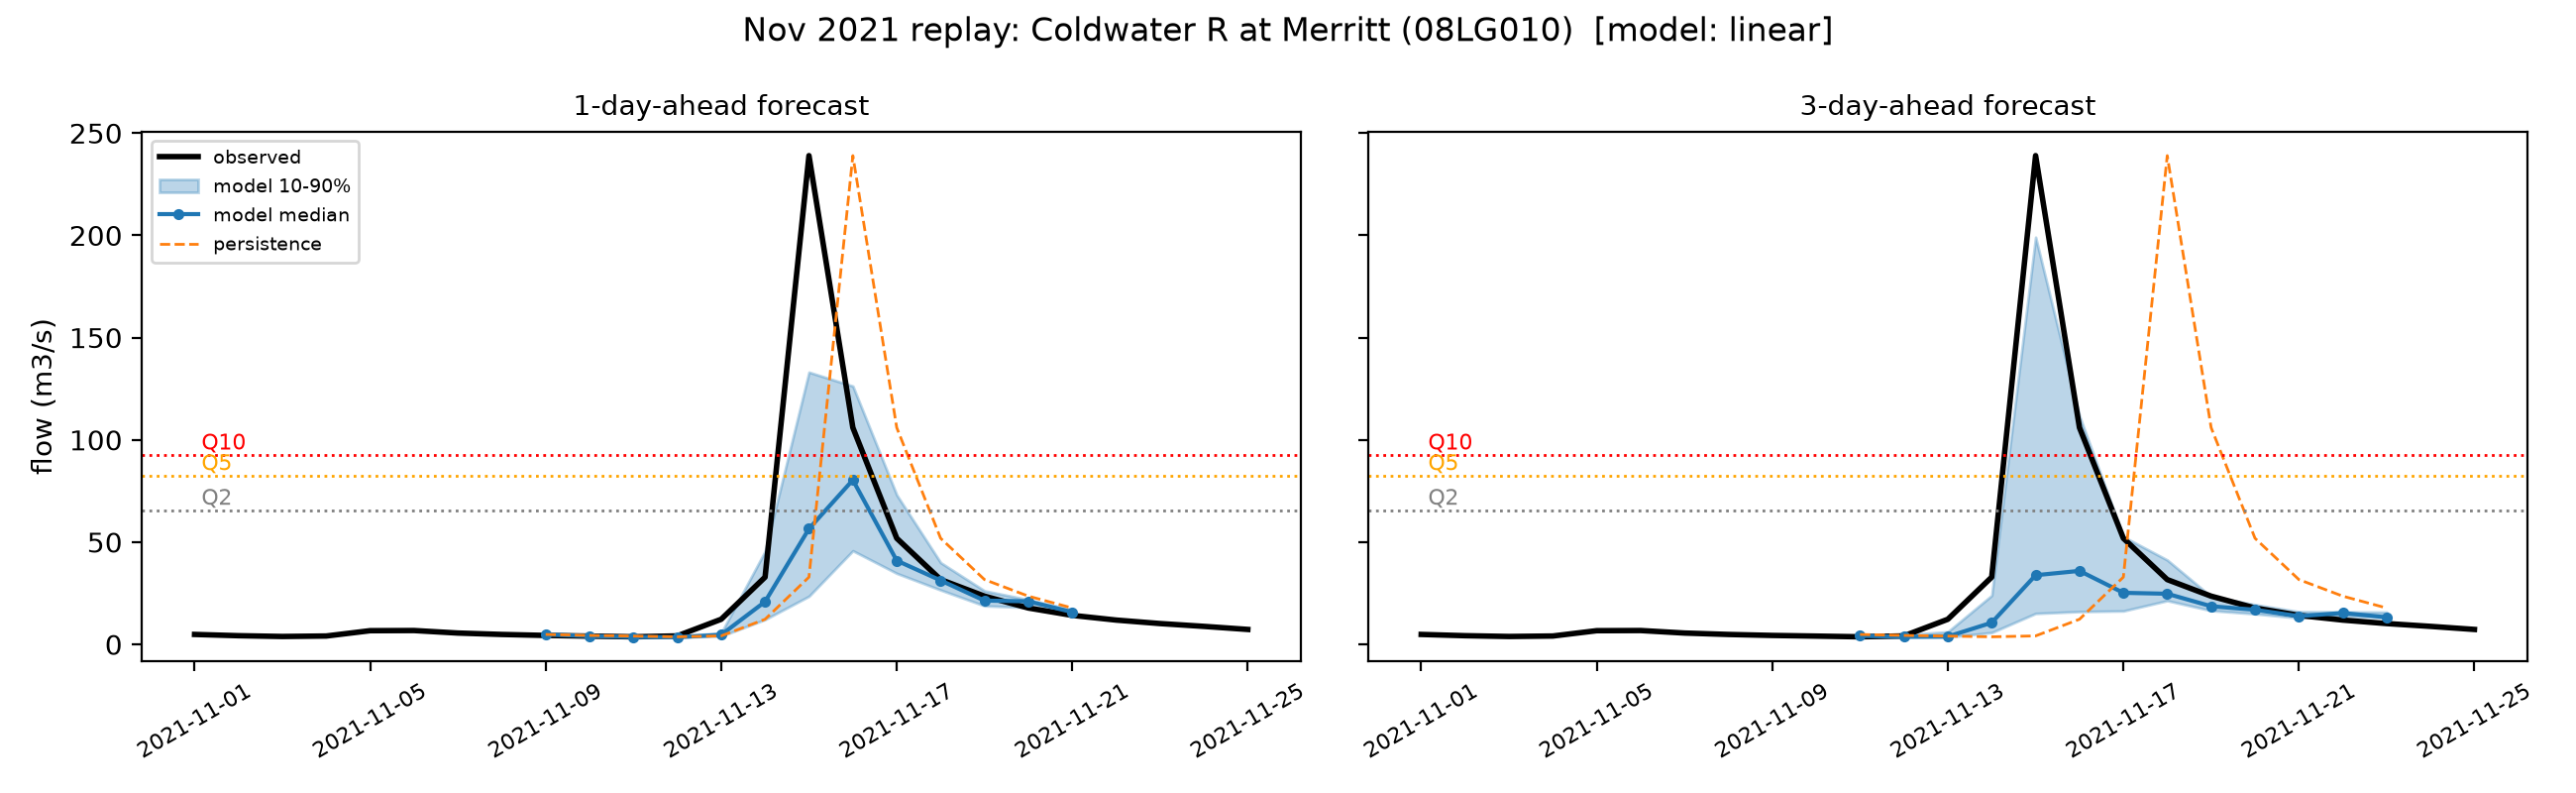 Nov 2021 replay: Coldwater R at Merritt (08LG010)  [model: linear]
1-day-ahead forecast
observed
model 10-90%
model median
persistence
flow (m3/s)
250
200
150
100
50
0
Q10
Q5
Q2
2021-11-01
2021-11-05
2021-11-09
2021-11-13
2021-11-17
2021-11-21
2021-11-25
3-day-ahead forecast
Q10
Q5
Q2
2021-11-01
2021-11-05
2021-11-09
2021-11-13
2021-11-17
2021-11-21
2021-11-25